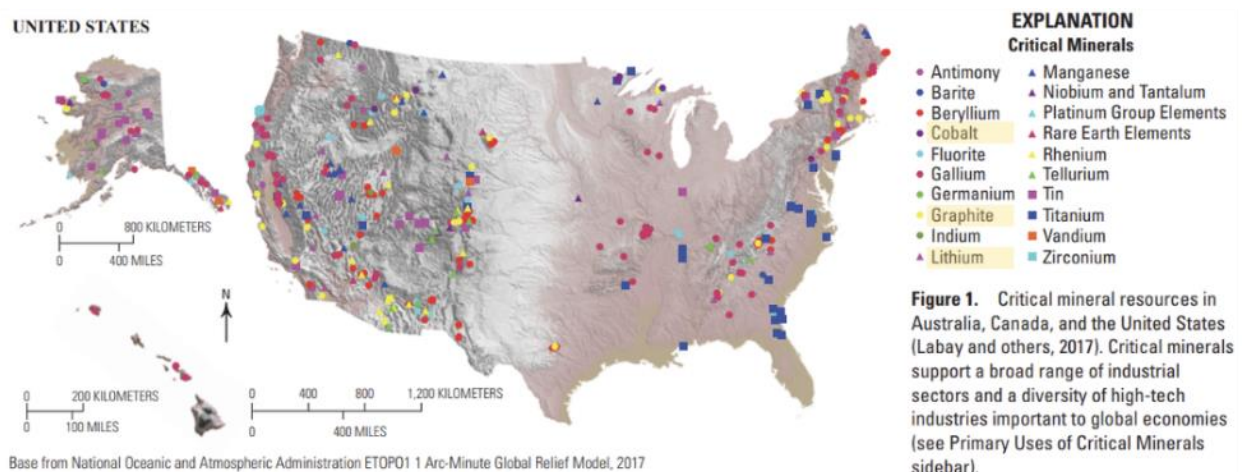 UNITED STATES
800 KILOMETERS
0
0
400 MILES
N
0
200 KILOMETERS
0
100 MILES
0
400
800
1,200 KILOMETERS
0
400 MILES
Base from National Oceanic and Atmospheric Administration ETOPO1 1 Arc-Minute Global Relief Model, 2017
EXPLANATION
Critical Minerals
Antimony
Barite
Beryllium
Cobalt
Fluorite
Gallium
Germanium
Graphite
Indium
Lithium
Manganese
Niobium and Tantalum
Platinum Group Elements
Rare Earth Elements
Rhenium
Tellurium
Tin
Titanium
Vandium
Zirconium
Figure 1. Critical mineral resources in
Australia, Canada, and the United States
(Labay and others, 2017). Critical minerals
support a broad range of industrial
sectors and a diversity of high-tech
industries important to global economies
(see Primary Uses of Critical Minerals
sidebar).